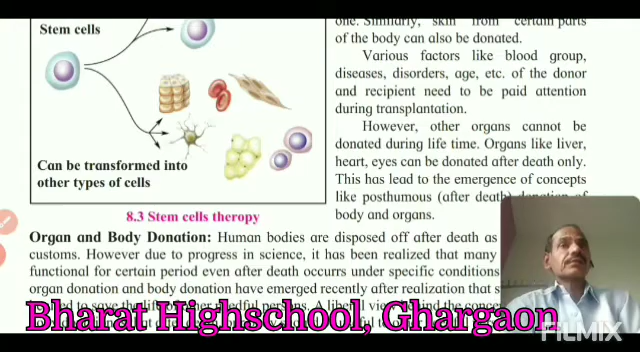 Stem cells
Can be transformed into
other types of cells
8.3 Stem cells theropy
one. Similarly, skin from certain parts
of the body can also be donated.
Various factors like blood group,
diseases, disorders, age, etc. of the donor
and recipient need to be paid attention
during transplantation.
However, other organs cannot be
donated during life time. Organs like liver,
heart, eyes can be donated after death only.
This has lead to the emergence of concepts
like posthumous (after death) donation of
body and organs.
Organ and Body Donation: Human bodies are disposed off after death as
customs. However due to progress in science, it has been realized that many
functional for certain period even after death occurrs under specific conditions
organ donation and body donation have emerged recently after realization that
to save the life of
Bharat Highschool, Ghargaon
FILMIX